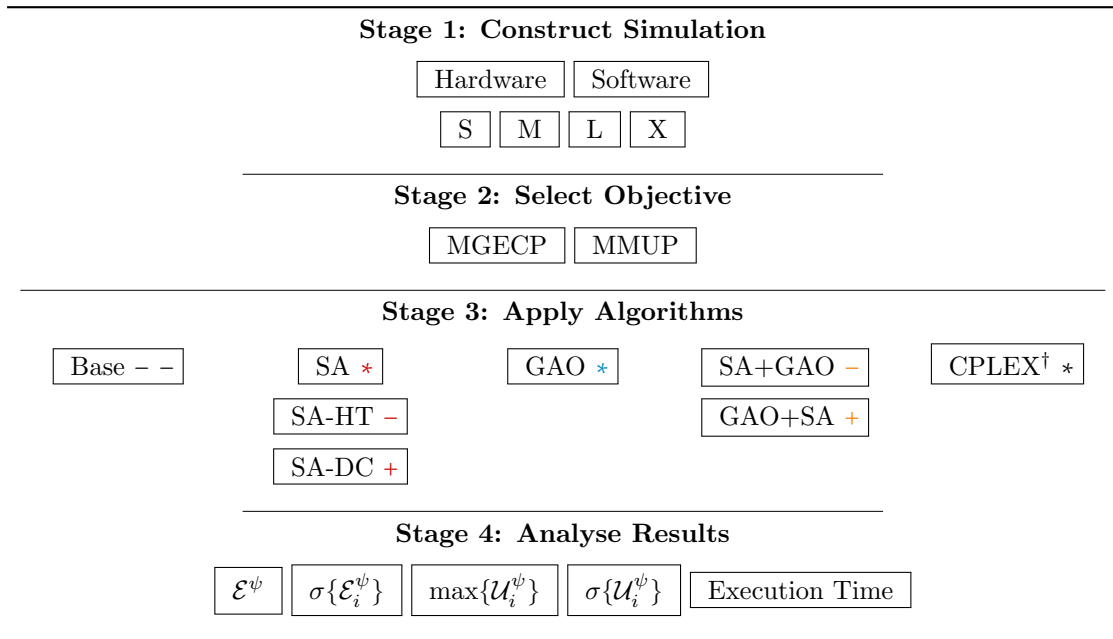 Stage 1: Construct Simulation
Hardware Software
S M L X
Stage 2: Select Objective
MGECP MMUP
Stage 3: Apply Algorithms
Base – – SA * GAO * SA+GAO – CPLEX† *
SA-HT – GAO+SA +
SA-DC +
Stage 4: Analyse Results
ℰ^ψ σ{ℰ_i^ψ} max{𝒰_i^ψ} σ{𝒰_i^ψ} Execution Time